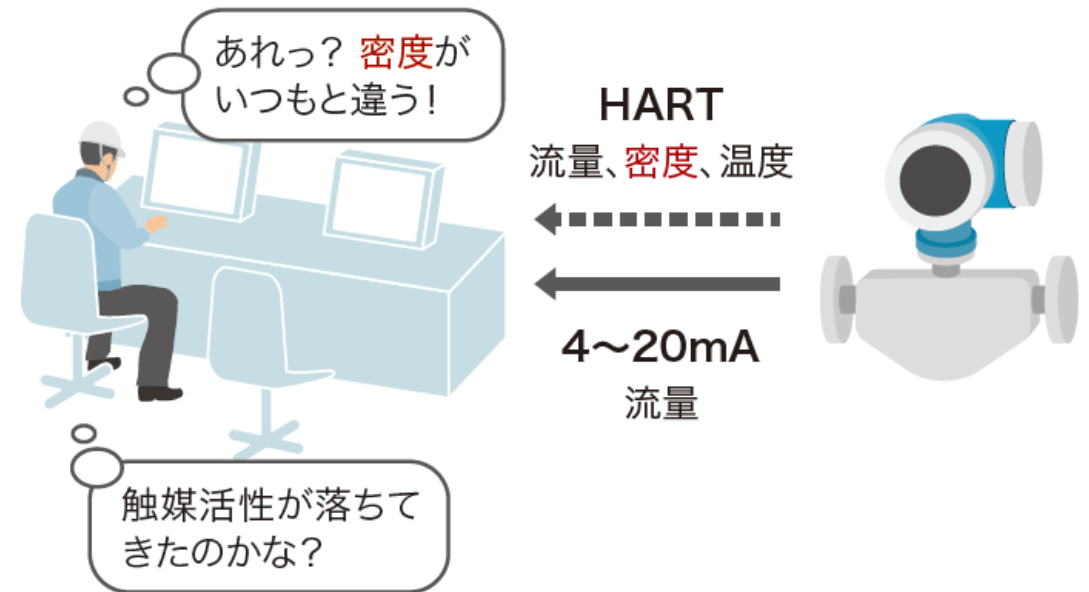 あれっ? 密度が
いつもと違う!
HART
流量、密度、温度
4〜20mA
流量
触媒活性が落ちて
きたのかな?